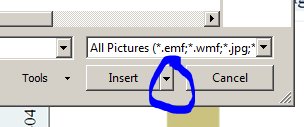 All Pictures (*.emf;*.wmf;*.jpg;*
Tools Insert Cancel
04